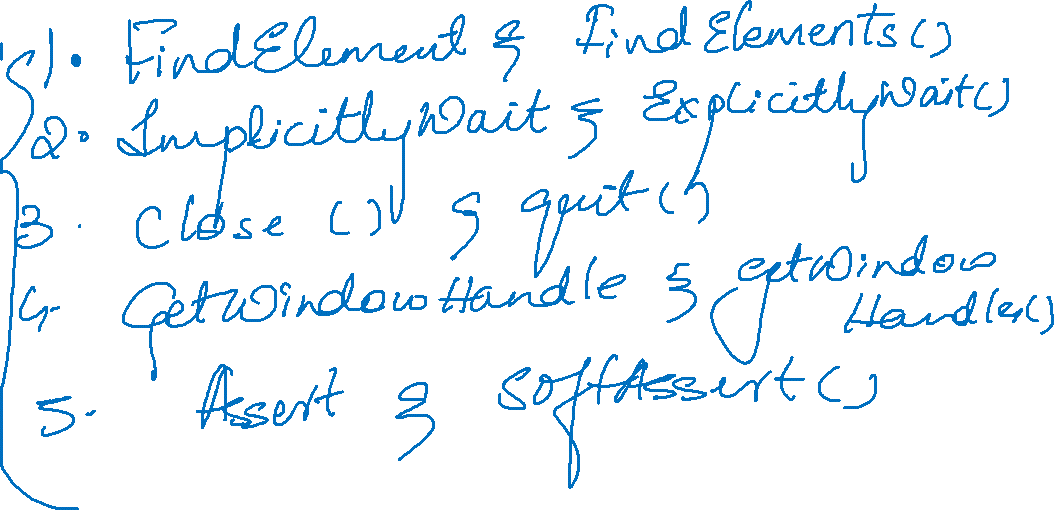 1. FindElement & FindElements()
2. ImplicitlyWait & ExplicitlyWait()
3. close () & quit ()
4. GetWindowHandle & getWindow
Handles()
5. Assert & SoftAssert ()